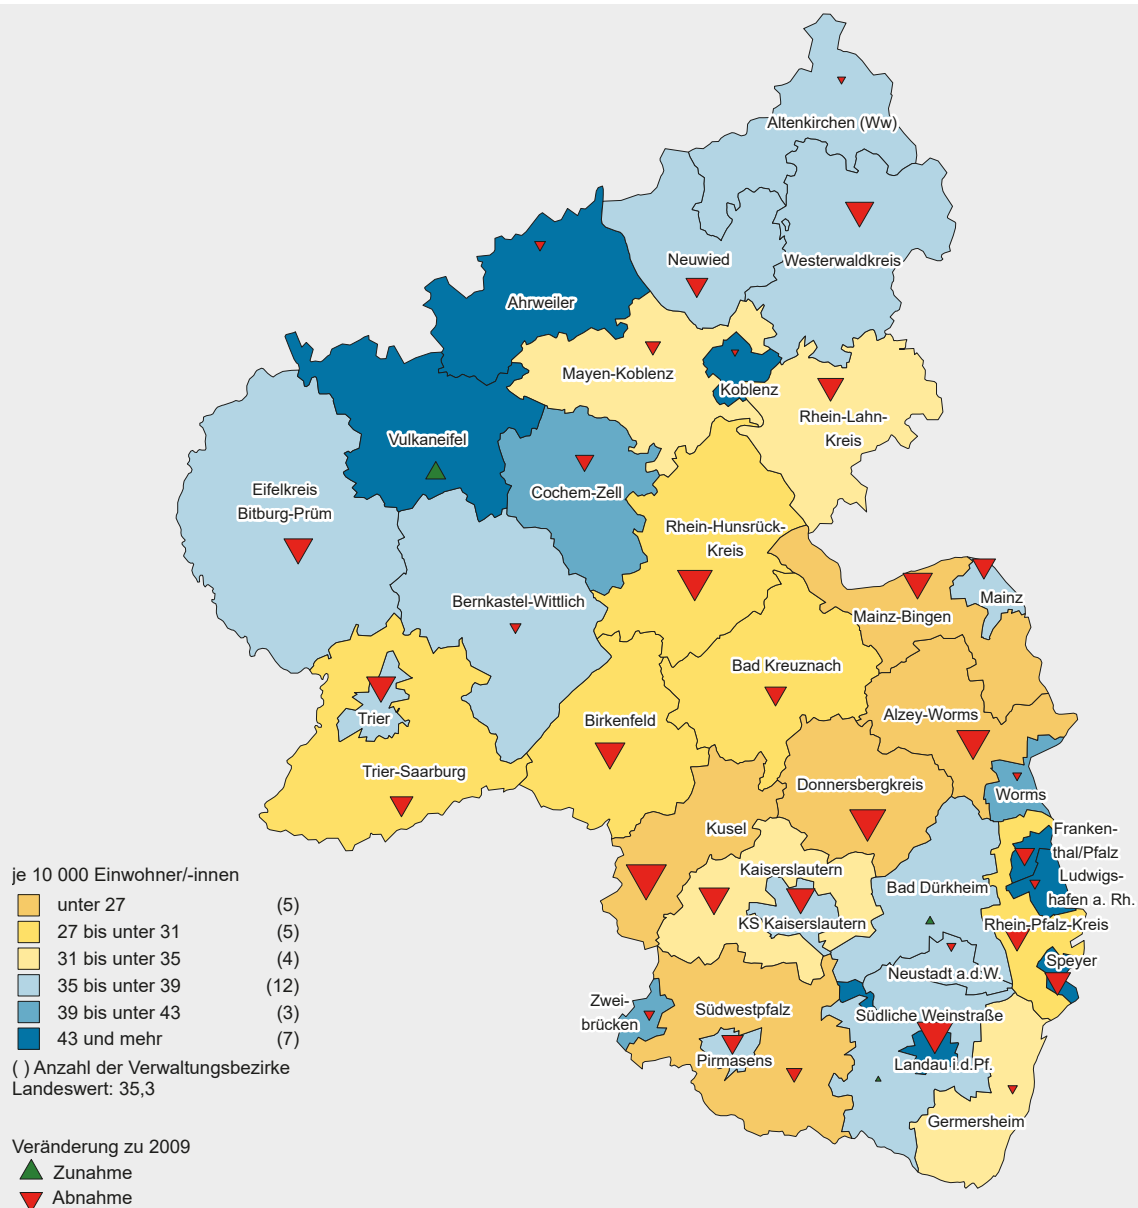 Altenkirchen (Ww)
Neuwied
Westerwaldkreis
Ahrweiler
Mayen-Koblenz
Koblenz
Rhein-Lahn-
Kreis
Vulkaneifel
Cochem-Zell
Eifelkreis
Bitburg-Prüm
Rhein-Hunsrück-
Kreis
Mainz
Mainz-Bingen
Bernkastel-Wittlich
Bad Kreuznach
Trier
Birkenfeld
Alzey-Worms
Trier-Saarburg
Donnersbergkreis
Worms
Kusel
Franken-
thal/Pfalz
Kaiserslautern
Ludwigs-
hafen a. Rh.
Bad Dürkheim
KS Kaiserslautern
Rhein-Pfalz-Kreis
Speyer
Neustadt a.d.W.
Zwei-
brücken
Südwestpfalz
Südliche Weinstraße
Pirmasens
Landau i.d.Pf.
Germersheim
je 10 000 Einwohner/-innen
unter 27 (5)
27 bis unter 31 (5)
31 bis unter 35 (4)
35 bis unter 39 (12)
39 bis unter 43 (3)
43 und mehr (7)
( ) Anzahl der Verwaltungsbezirke
Landeswert: 35,3
Veränderung zu 2009
Zunahme
Abnahme